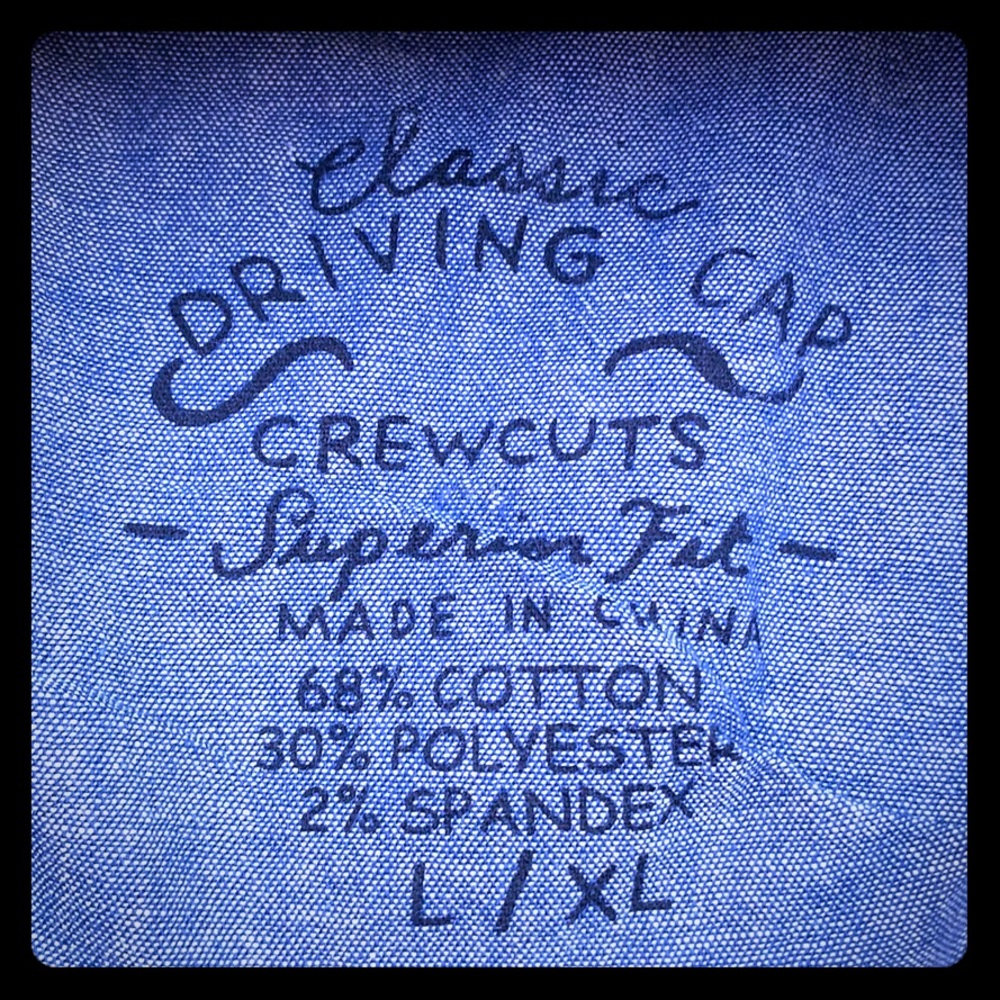 Classic
DRIVING CAP
CREWCUTS
- Superior Fit -
MADE IN CHINA
68% COTTON
30% POLYESTER
2% SPANDEX
L / XL